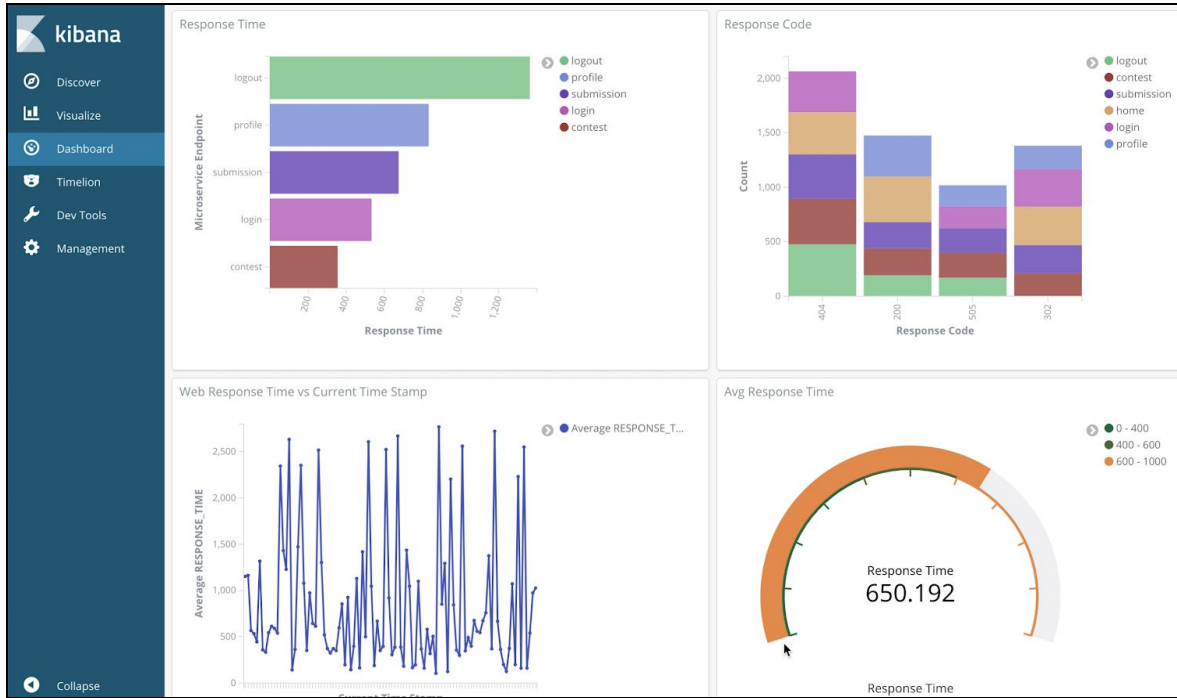 kibana
Discover
Visualize
Dashboard
Timelion
Dev Tools
Management
Collapse
Response Time
logout
profile
submission
login
contest
Microservice Endpoint
200
400
600
800
1,000
1,200
Response Time
logout
profile
submission
login
contest
Response Code
2,000
1,500
1,000
500
0
Count
404
200
505
302
Response Code
logout
contest
submission
home
login
profile
Web Response Time vs Current Time Stamp
2,500
2,000
1,500
1,000
500
0
Average RESPONSE_TIME
Current Time Stamp
Average RESPONSE_T...
Avg Response Time
0 - 400
400 - 600
600 - 1000
Response Time
650.192
Response Time